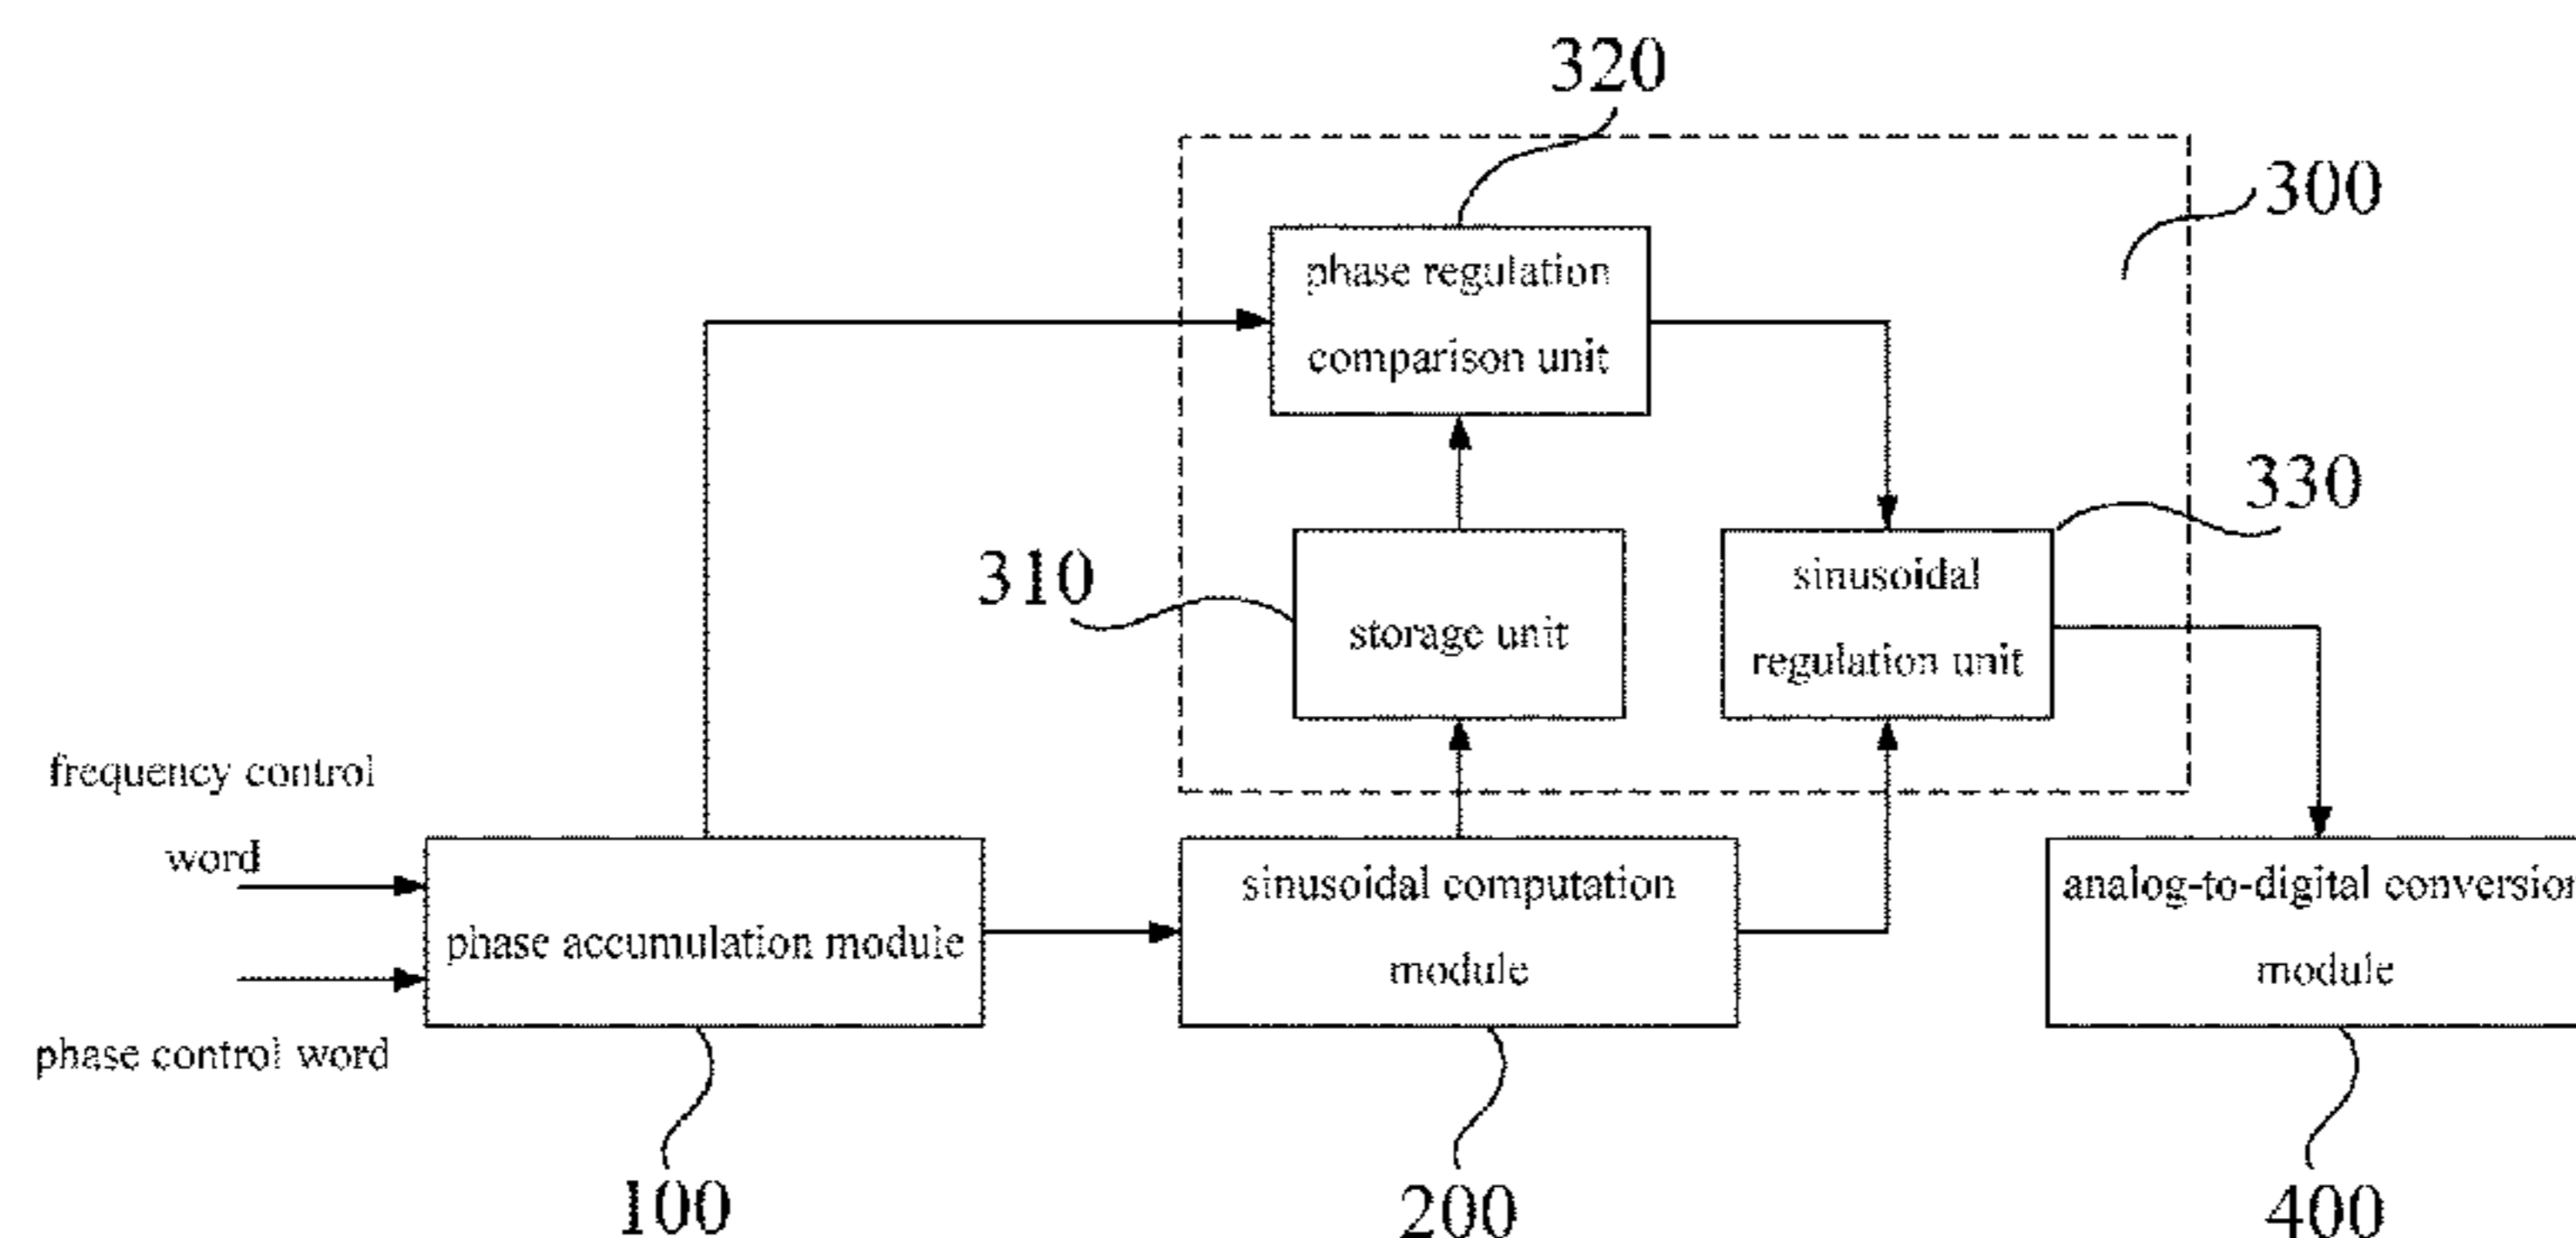 320
300
phase regulation
comparison unit
330
310
storage unit
sinusoidal
regulation unit
frequency control
word
phase control word
phase accumulation module
sinusoidal computation
module
analog-to-digital conversion
module
100
200
400